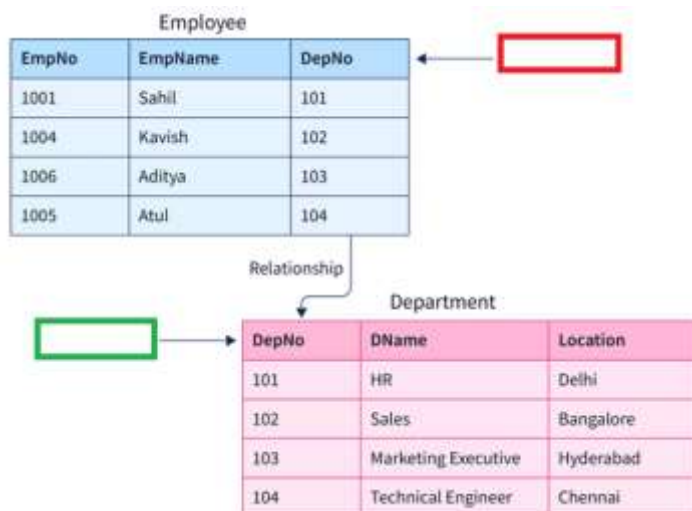 Employee
EmpNo EmpName DepNo
1001 Sahil 101
1004 Kavish 102
1006 Aditya 103
1005 Atul 104
Relationship
Department
DepNo DName Location
101 HR Delhi
102 Sales Bangalore
103 Marketing Executive Hyderabad
104 Technical Engineer Chennai